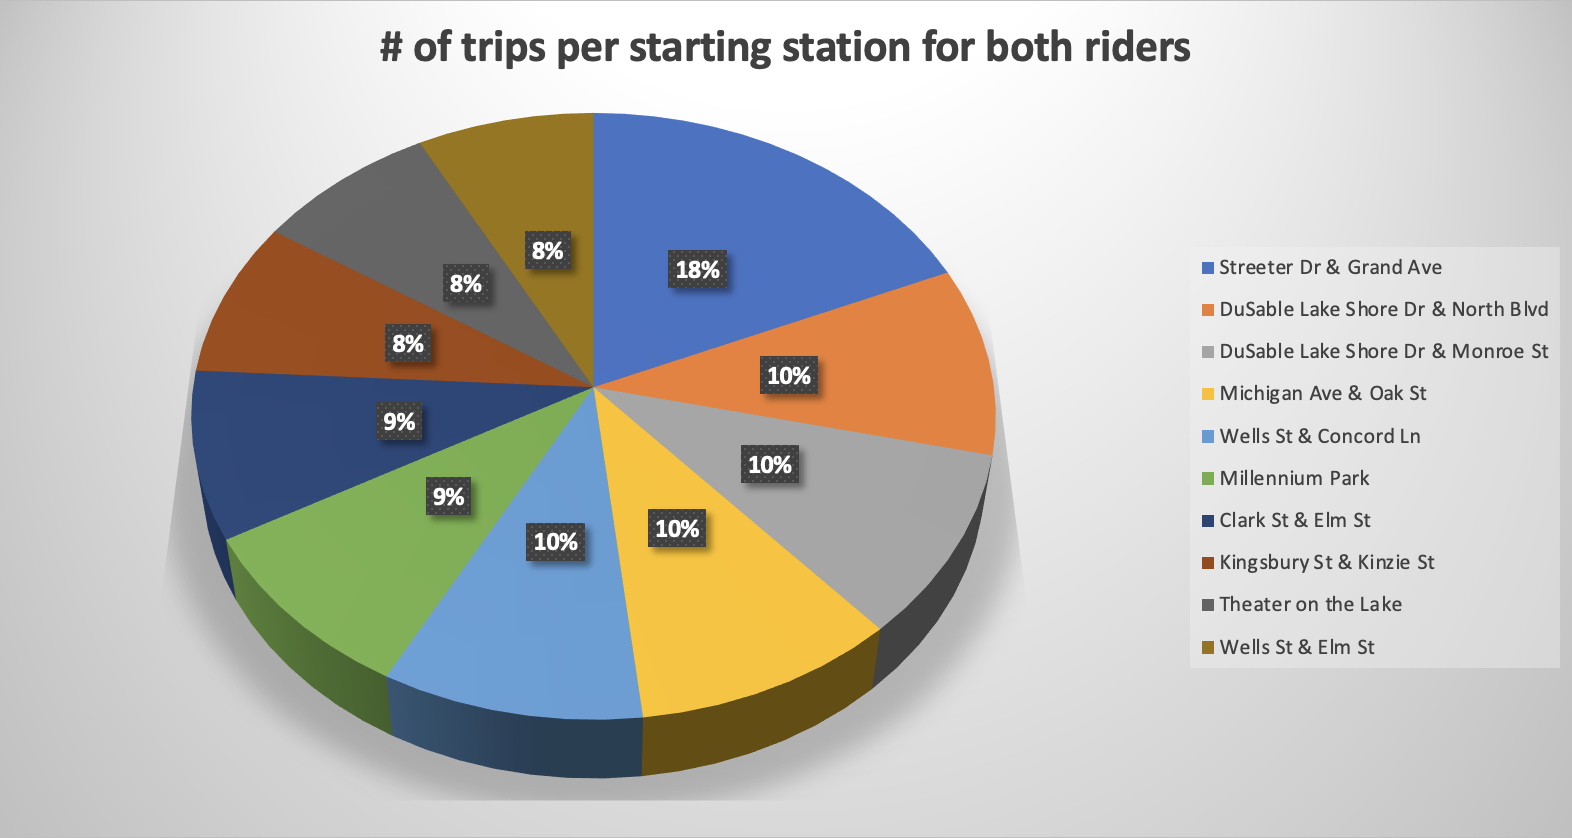 # of trips per starting station for both riders
8%
18%
8%
8%
10%
9%
10%
9%
10%
10%
Streeter Dr & Grand Ave
DuSable Lake Shore Dr & North Blvd
DuSable Lake Shore Dr & Monroe St
Michigan Ave & Oak St
Wells St & Concord Ln
Millennium Park
Clark St & Elm St
Kingsbury St & Kinzie St
Theater on the Lake
Wells St & Elm St